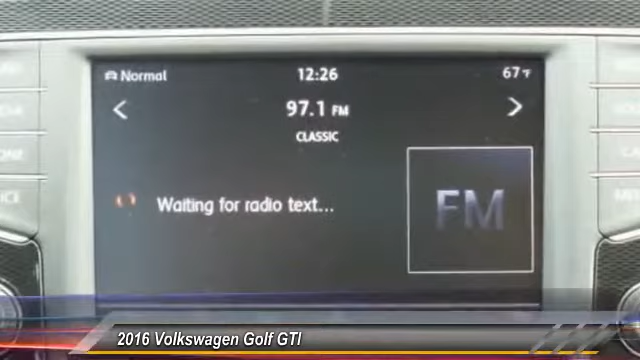 Normal 12:26 67°F
97.1 FM
CLASSIC
Waiting for radio text...
FM
2016 Volkswagen Golf GTI